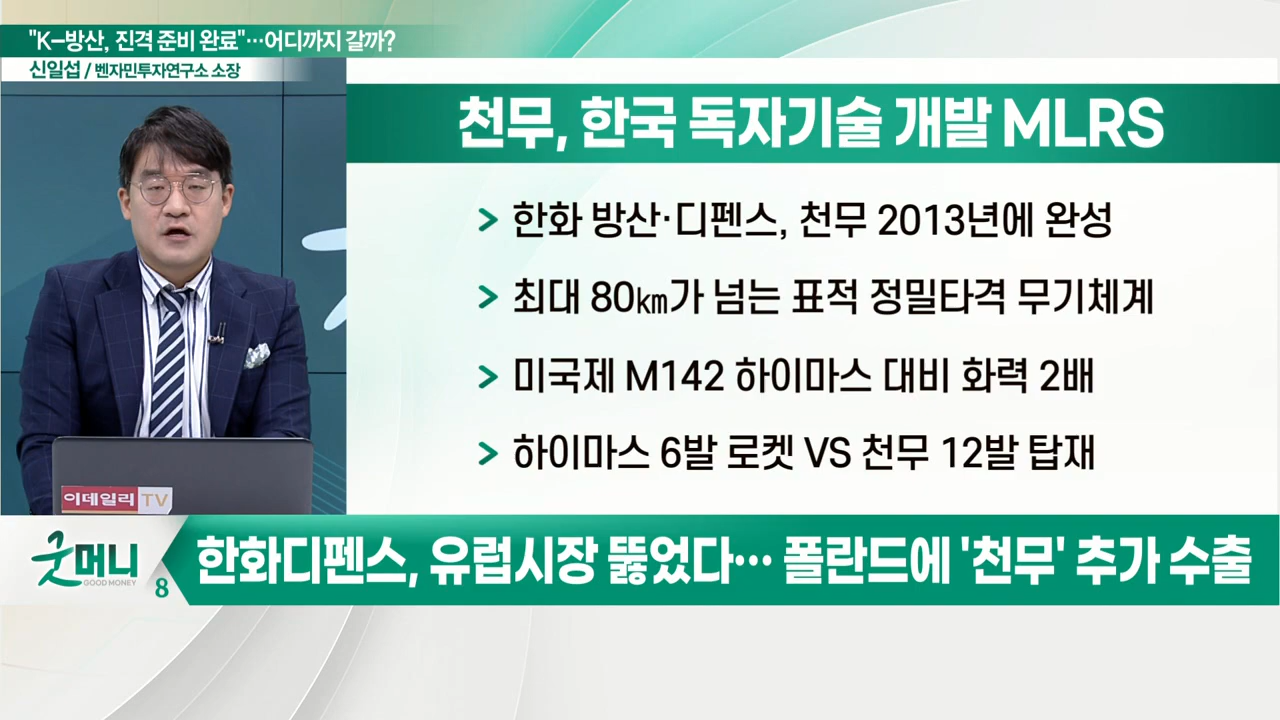 "K-방산, 진격 준비 완료"…어디까지 갈까?
신일섭 / 벤자민투자연구소 소장
천무, 한국 독자기술 개발 MLRS
> 한화 방산·디펜스, 천무 2013년에 완성
> 최대 80㎞가 넘는 표적 정밀타격 무기체계
> 미국제 M142 하이마스 대비 화력 2배
> 하이마스 6발 로켓 VS 천무 12발 탑재
이데일리 TV
굿머니
GOOD MONEY
8
한화디펜스, 유럽시장 뚫었다… 폴란드에 '천무' 추가 수출